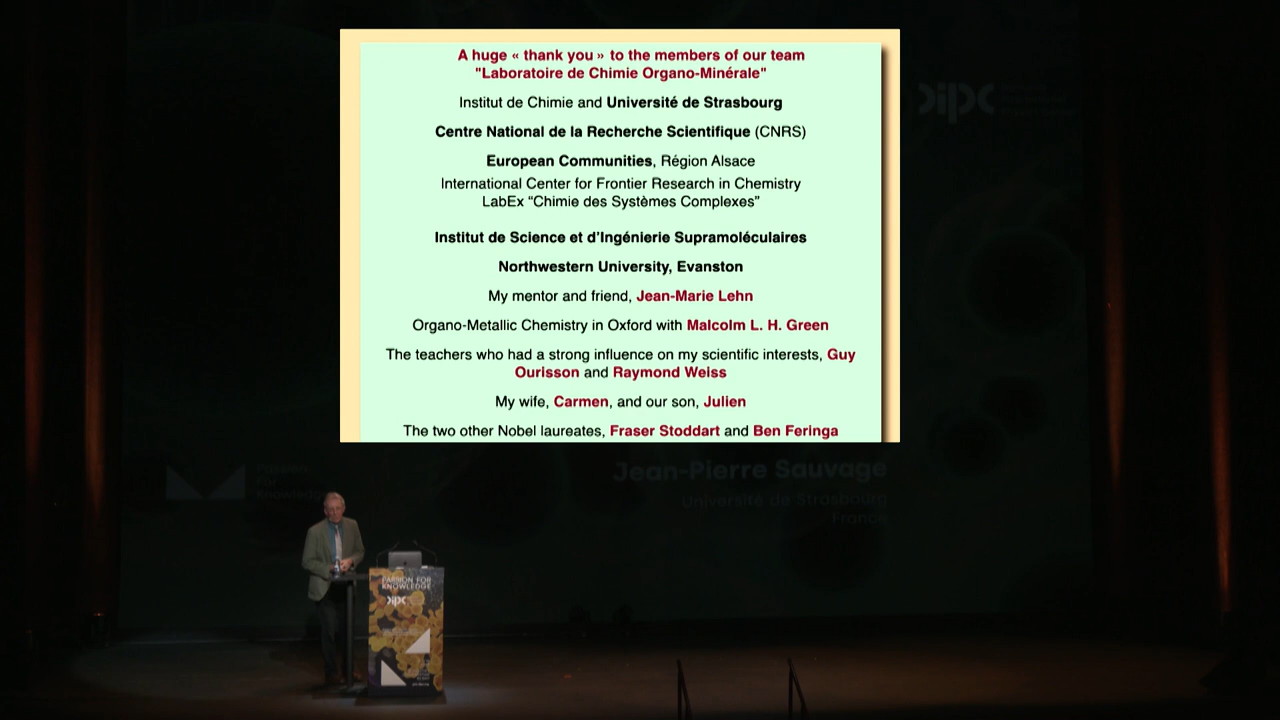 A huge « thank you » to the members of our team
"Laboratoire de Chimie Organo-Minérale"
Institut de Chimie and Université de Strasbourg
Centre National de la Recherche Scientifique (CNRS)
European Communities, Région Alsace
International Center for Frontier Research in Chemistry
LabEx “Chimie des Systèmes Complexes”
Institut de Science et d’Ingénierie Supramoléculaires
Northwestern University, Evanston
My mentor and friend, Jean-Marie Lehn
Organo-Metallic Chemistry in Oxford with Malcolm L. H. Green
The teachers who had a strong influence on my scientific interests, Guy
Ourisson and Raymond Weiss
My wife, Carmen, and our son, Julien
The two other Nobel laureates, Fraser Stoddart and Ben Feringa
dipc
Passion
For
Knowledge
Jean-Pierre Sauvage
Université de Strasbourg
France
PASSION FOR
KNOWLEDGE
dipc